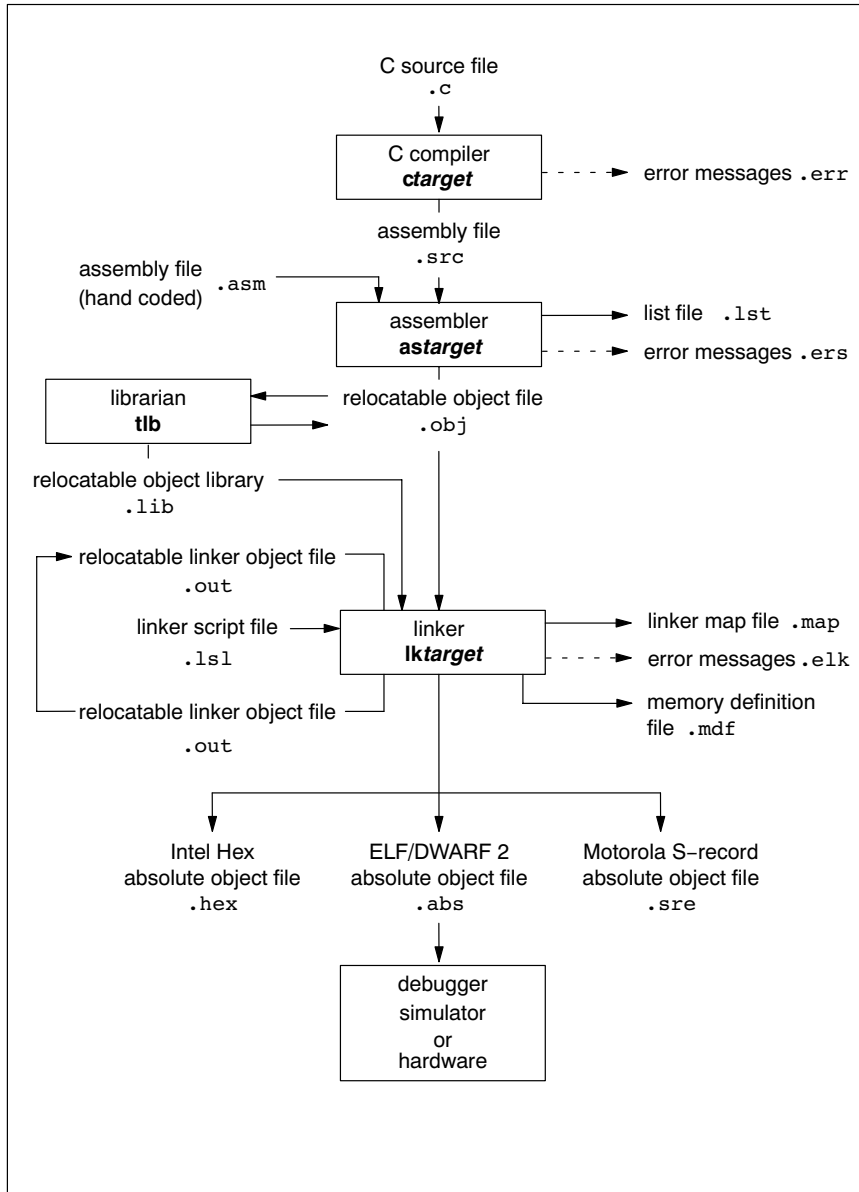 C source file
.c
C compiler
ctarget
error messages .err
assembly file
.src
assembly file
(hand coded) .asm
assembler
astarget
list file .lst
error messages .ers
librarian
tlb
relocatable object file
.obj
relocatable object library
.lib
relocatable linker object file
.out
linker script file
.lsl
linker
lktarget
linker map file .map
error messages .elk
relocatable linker object file
.out
memory definition
file .mdf
Intel Hex
absolute object file
.hex
ELF/DWARF 2
absolute object file
.abs
Motorola S−record
absolute object file
.sre
debugger
simulator
or
hardware